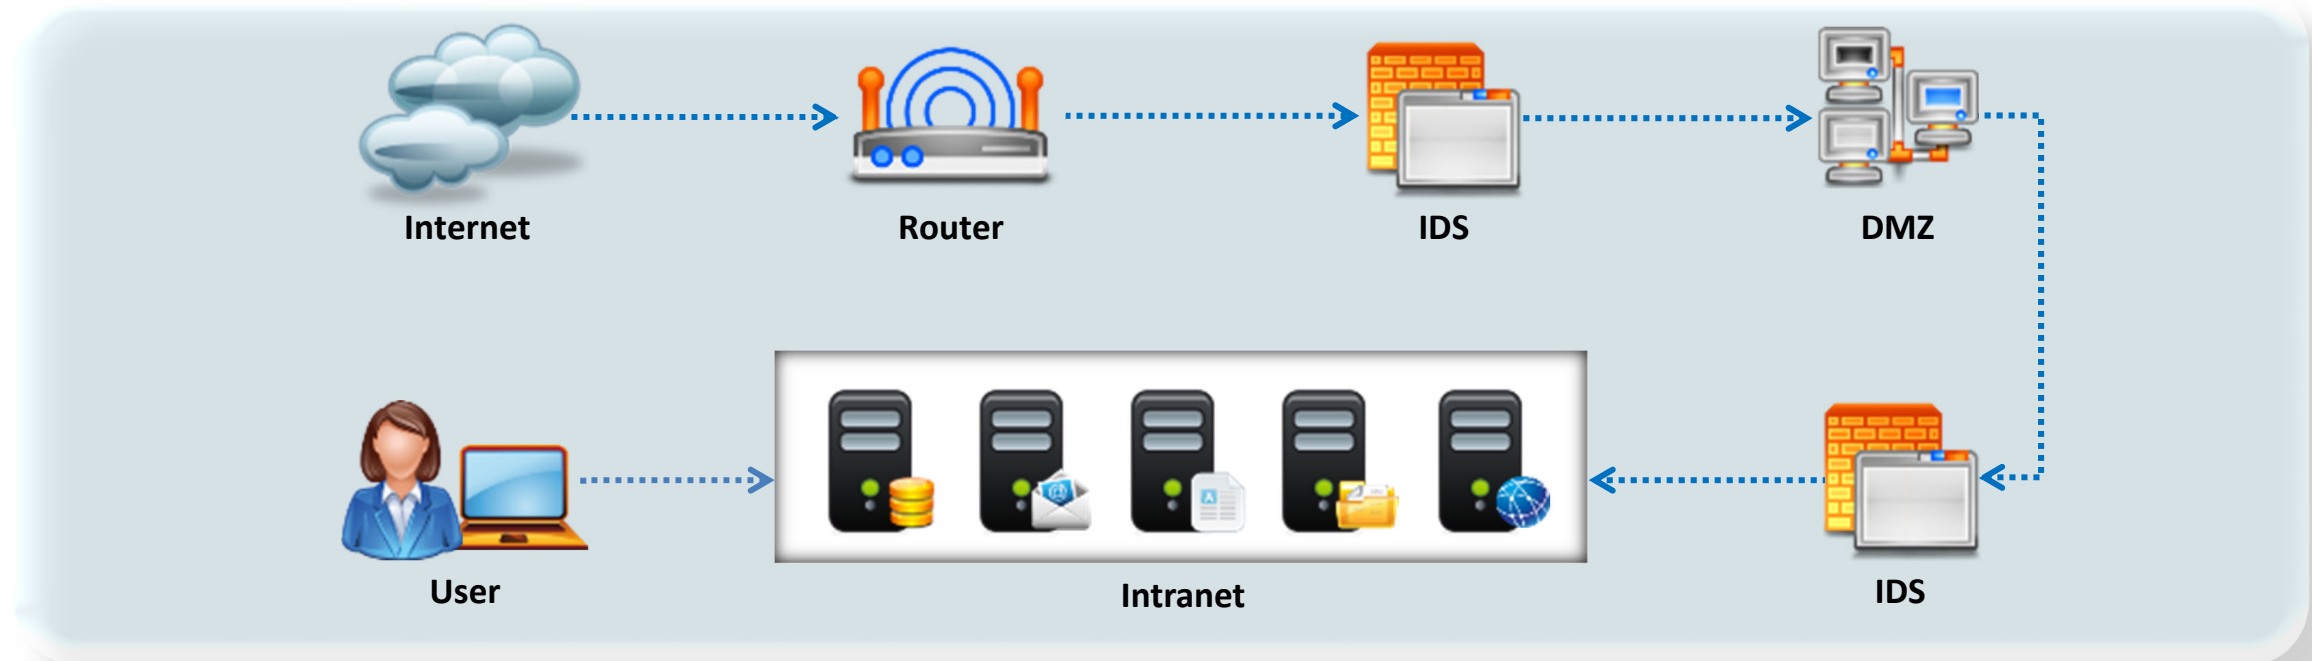 Internet
Router
IDS
DMZ
User
Intranet
IDS